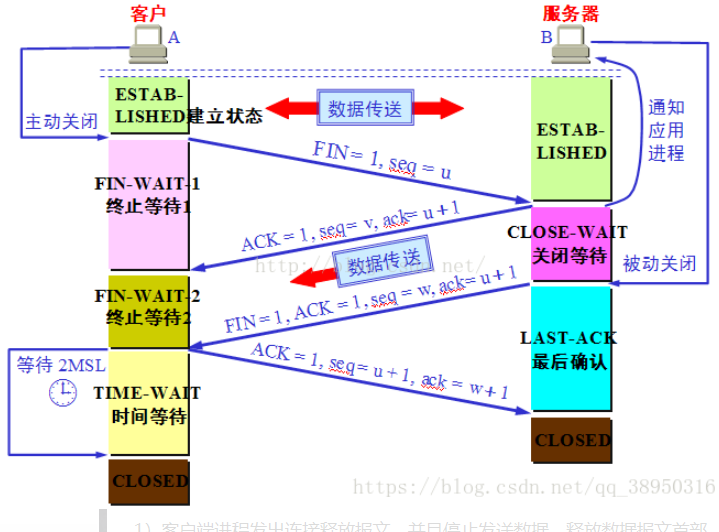 客户
服务器
A
B
ESTAB-
LISHED建立状态
数据传送
主动关闭
ESTAB-
LISHED
通知
应用
进程
FIN = 1, seq = u
FIN-WAIT-1
终止等待1
ACK = 1, seq= v, ack= u+1
CLOSE-WAIT
关闭等待
数据传送
被动关闭
FIN-WAIT-2
终止等待2
FIN = 1, ACK = 1, seq = w, ack= u+1
LAST-ACK
最后确认
等待 2MSL
ACK = 1, seq= u+1, ack = w+1
TIME-WAIT
时间等待
CLOSED
CLOSED
https://blog.csdn.net/qq_38950316
1）客户端进程发出连接释放报文，并且停止发送数据。释放数据报文首部